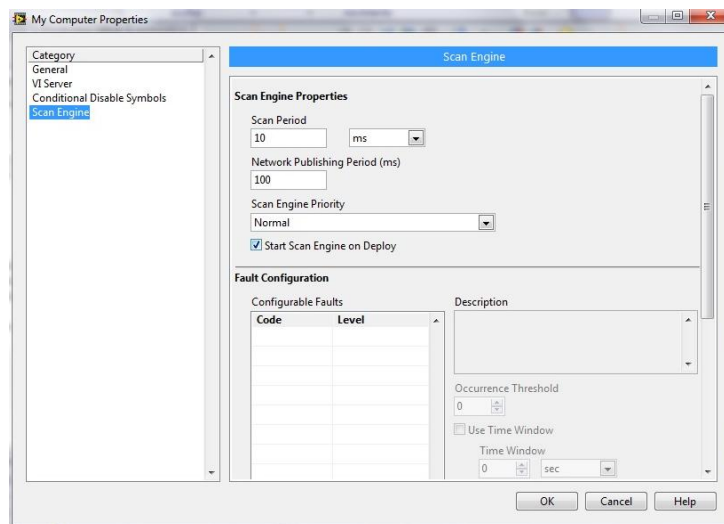 My Computer Properties
Category
General
VI Server
Conditional Disable Symbols
Scan Engine
Scan Engine
Scan Engine Properties
Scan Period
10 ms
Network Publishing Period (ms)
100
Scan Engine Priority
Normal
Start Scan Engine on Deploy
Fault Configuration
Configurable Faults
Code Level
Description
Occurrence Threshold
0
Use Time Window
Time Window
0 sec
OK Cancel Help